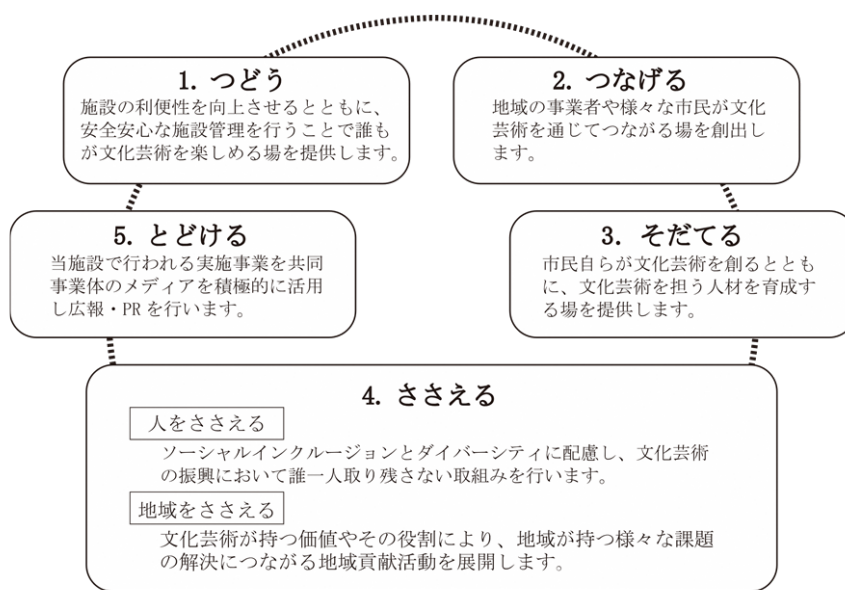 1. つどう
施設の利便性を向上させるとともに、
安全安心な施設管理を行うことで誰も
が文化芸術を楽しめる場を提供します。
2. つなげる
地域の事業者や様々な市民が文化
芸術を通じてつながる場を創出し
ます。
3. そだてる
市民自らが文化芸術を創るととも
に、文化芸術を担う人材を育成す
る場を提供します。
4. ささえる
人をささえる
ソーシャルインクルージョンとダイバーシティに配慮し、文化芸術
の振興において誰一人取り残さない取組みを行います。
地域をささえる
文化芸術が持つ価値やその役割により、地域が持つ様々な課題
の解決につながる地域貢献活動を展開します。
5. とどける
当施設で行われる実施事業を共同
事業体のメディアを積極的に活用
し広報・PRを行います。